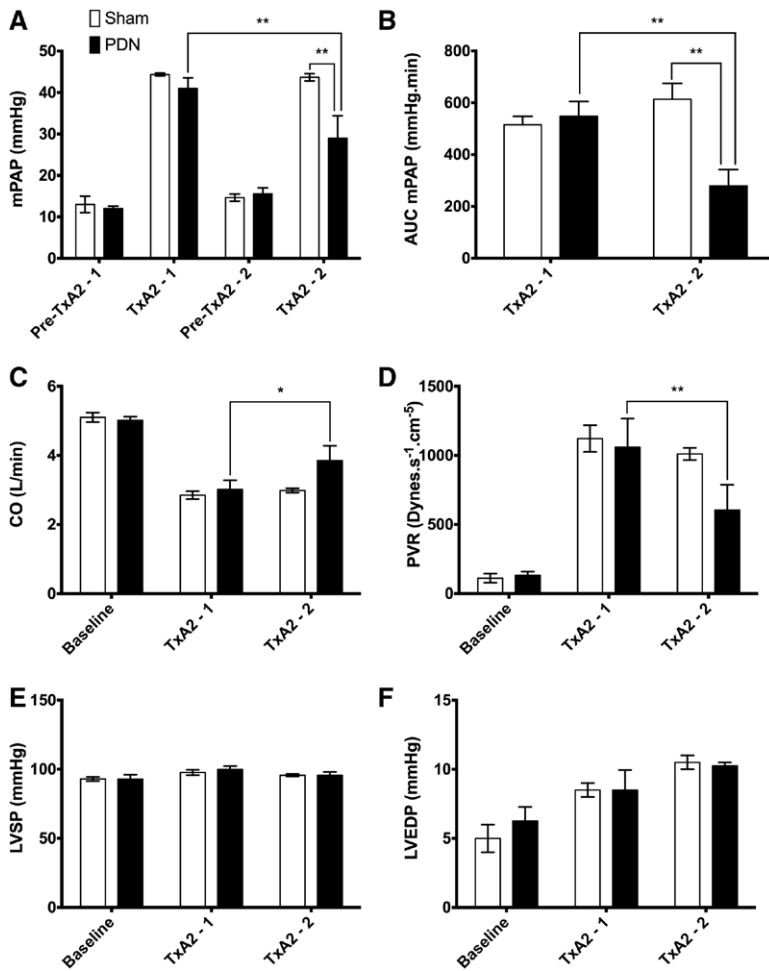 A
Sham
PDN
**
**
mPAP (mmHg)
50
40
30
20
10
0
Pre-TxA2 - 1
TxA2 - 1
Pre-TxA2 - 2
TxA2 - 2
B
**
**
AUC mPAP (mmHg.min)
800
600
400
200
0
TxA2 - 1
TxA2 - 2
C
*
CO (L/min)
6
4
2
0
Baseline
TxA2 - 1
TxA2 - 2
D
**
PVR (Dynes.s⁻¹.cm⁻⁵)
1500
1000
500
0
Baseline
TxA2 - 1
TxA2 - 2
E
LVSP (mmHg)
150
100
50
0
Baseline
TxA2 - 1
TxA2 - 2
F
LVEDP (mmHg)
15
10
5
0
Baseline
TxA2 - 1
TxA2 - 2